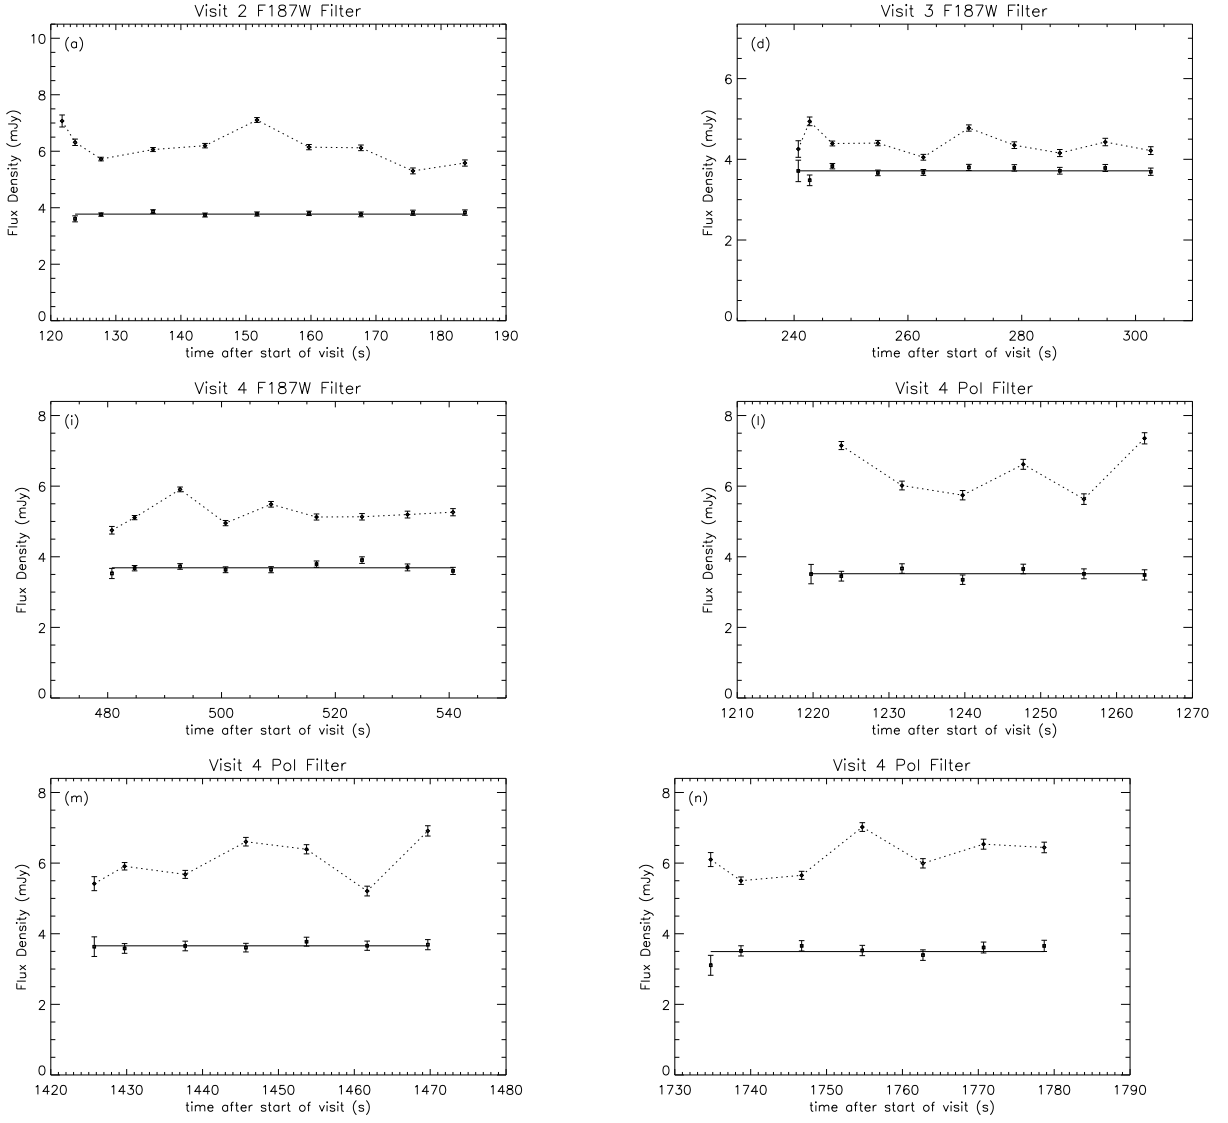 Visit 2 F187W Filter
(a)
10
8
6
4
2
0
Flux Density (mJy)
120 130 140 150 160 170 180 190
time after start of visit (s)
Visit 3 F187W Filter
(d)
6
4
2
0
Flux Density (mJy)
240 260 280 300
time after start of visit (s)
Visit 4 F187W Filter
(i)
8
6
4
2
0
Flux Density (mJy)
480 500 520 540
time after start of visit (s)
Visit 4 Pol Filter
(l)
8
6
4
2
0
Flux Density (mJy)
1210 1220 1230 1240 1250 1260 1270
time after start of visit (s)
Visit 4 Pol Filter
(m)
8
6
4
2
0
Flux Density (mJy)
1420 1430 1440 1450 1460 1470 1480
time after start of visit (s)
Visit 4 Pol Filter
(n)
8
6
4
2
0
Flux Density (mJy)
1730 1740 1750 1760 1770 1780 1790
time after start of visit (s)